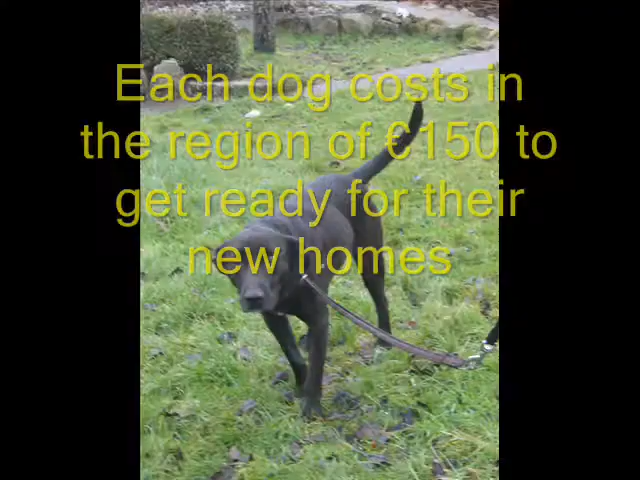 Each dog costs in
the region of €150 to
get ready for their
new homes